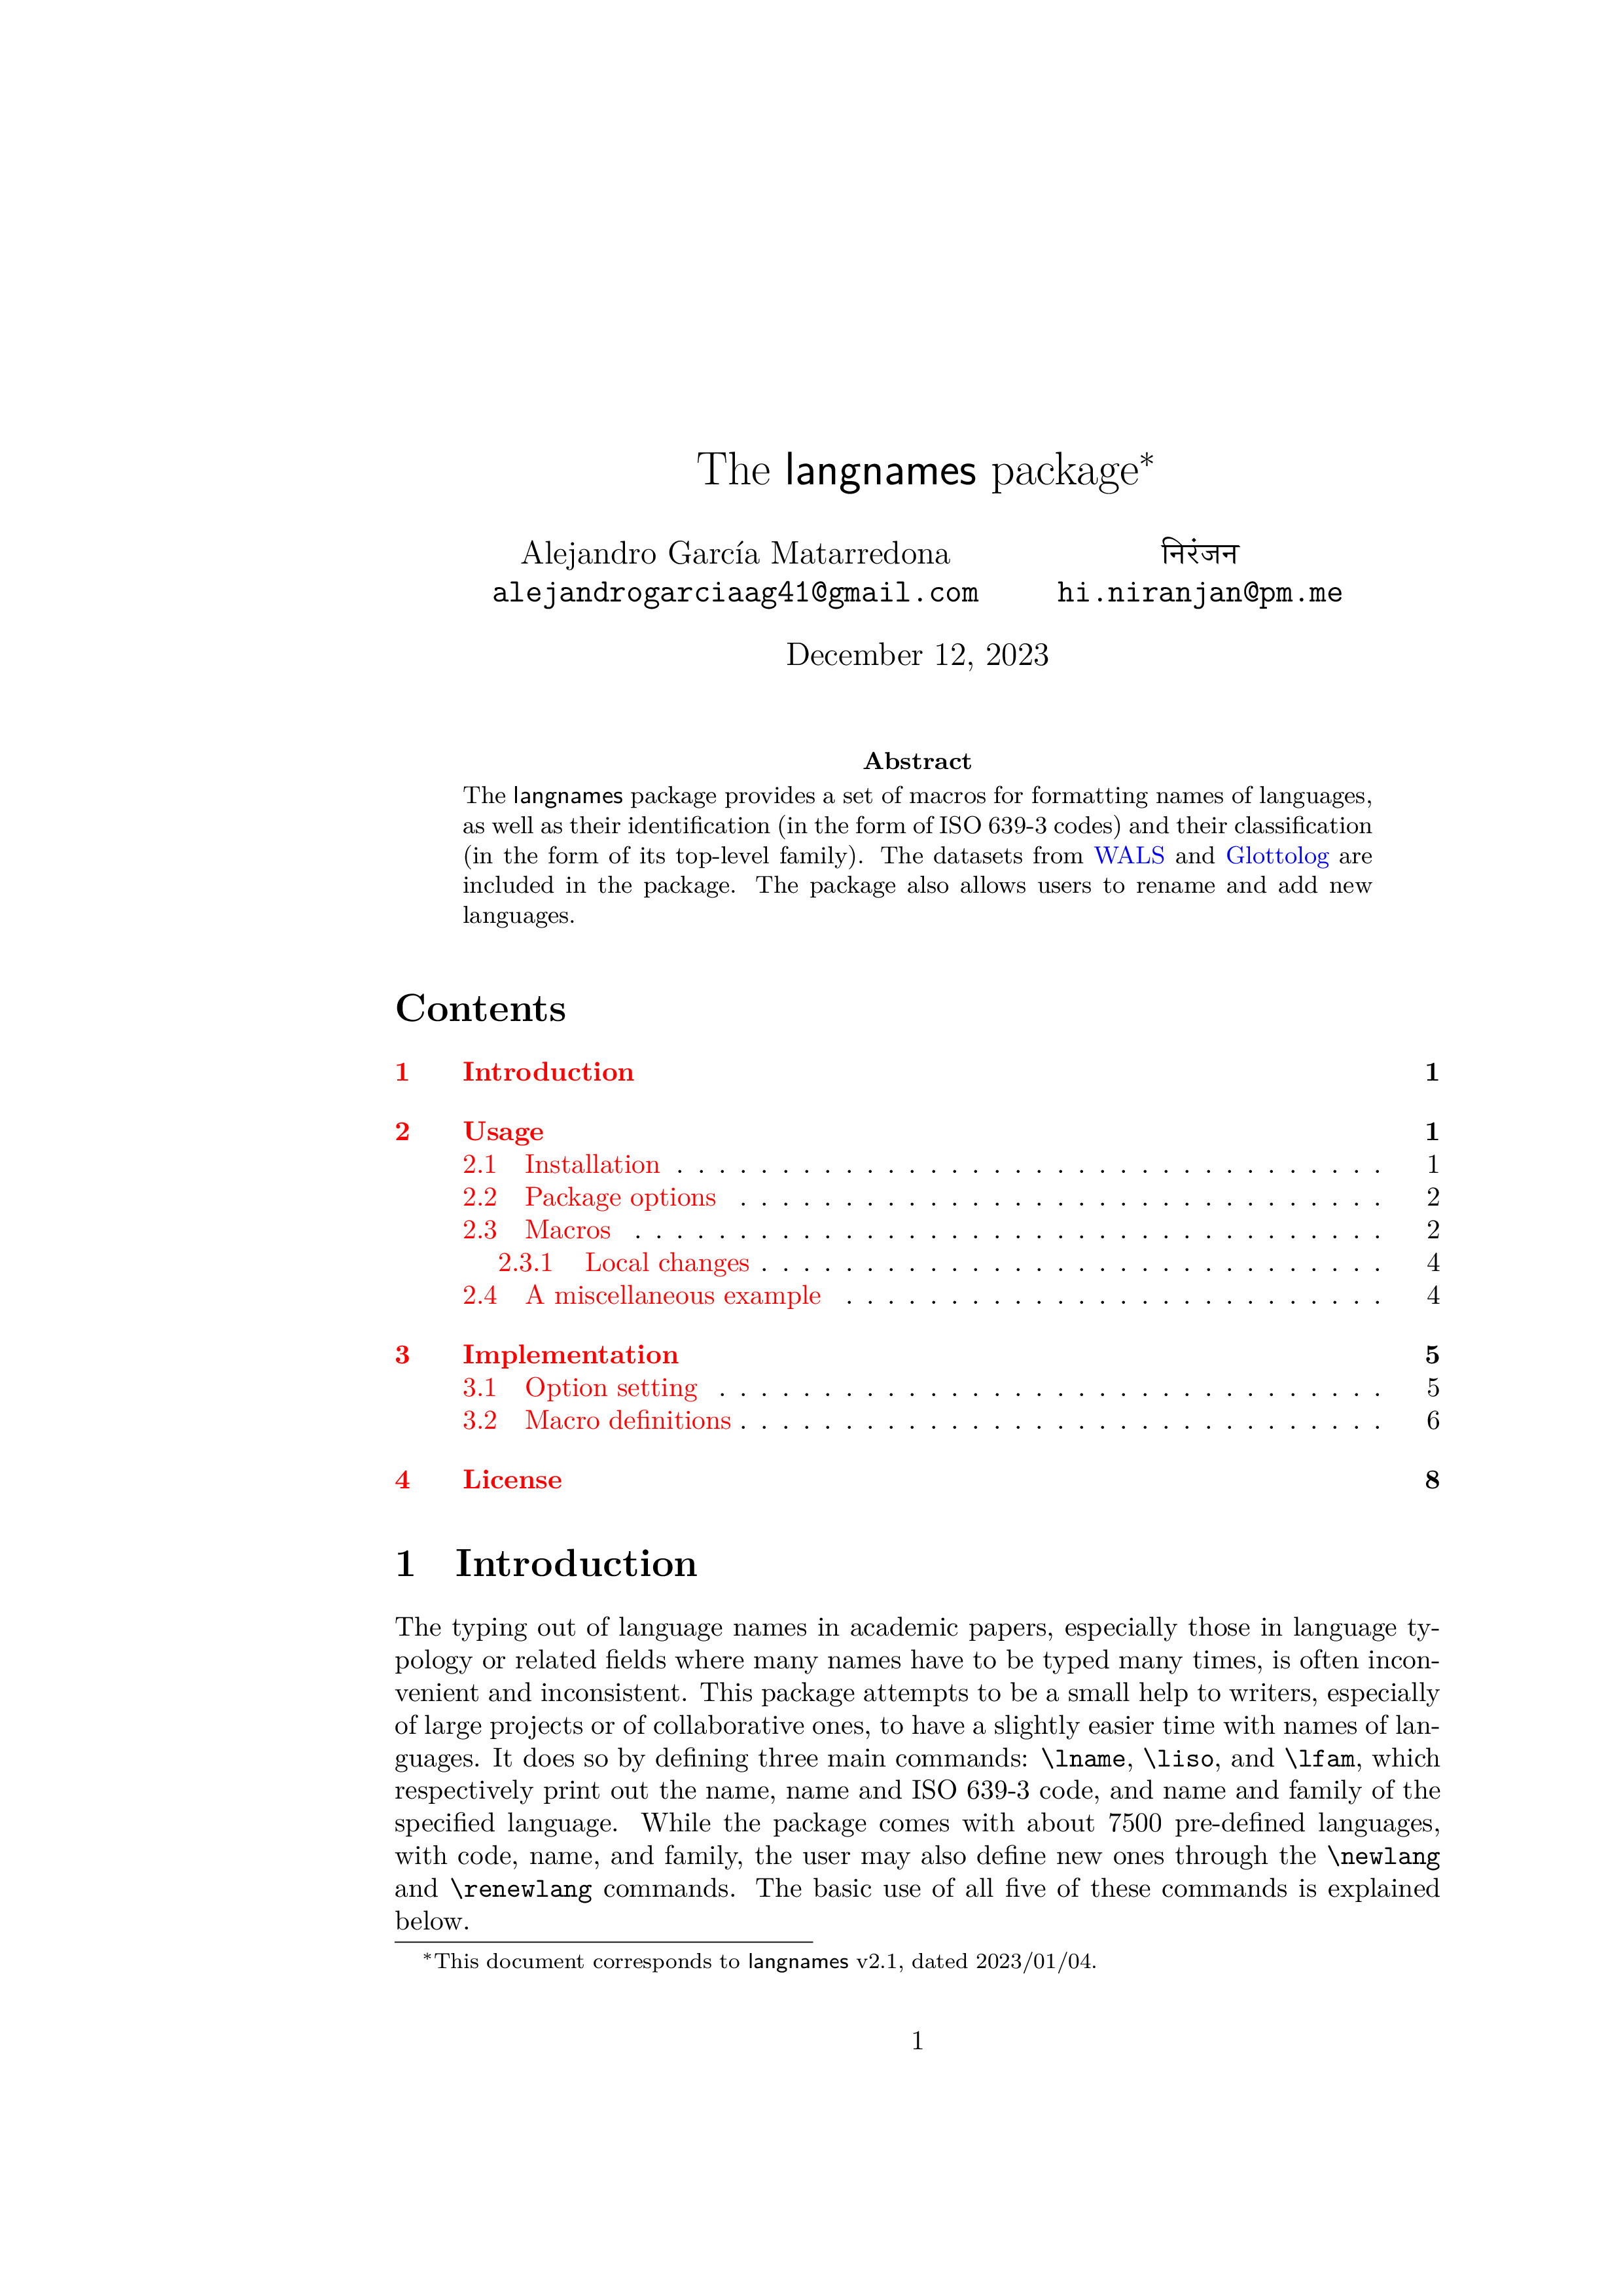 The langnames package*
Alejandro García Matarredona
alejandrogarciaag41@gmail.com
निरंजन
hi.niranjan@pm.me
December 12, 2023
Abstract
The langnames package provides a set of macros for formatting names of languages,
as well as their identification (in the form of ISO 639-3 codes) and their classification
(in the form of its top-level family). The datasets from WALS and Glottolog are
included in the package. The package also allows users to rename and add new
languages.
Contents
1 Introduction 1
2 Usage 1
2.1 Installation . . . . . . . . . . . . . . . . . . . . . . . . . . . . . . . . . . 1
2.2 Package options . . . . . . . . . . . . . . . . . . . . . . . . . . . . . . . 2
2.3 Macros . . . . . . . . . . . . . . . . . . . . . . . . . . . . . . . . . . . . 2
2.3.1 Local changes . . . . . . . . . . . . . . . . . . . . . . . . . . . . . . 4
2.4 A miscellaneous example . . . . . . . . . . . . . . . . . . . . . . . . . . 4
3 Implementation 5
3.1 Option setting . . . . . . . . . . . . . . . . . . . . . . . . . . . . . . . . 5
3.2 Macro definitions . . . . . . . . . . . . . . . . . . . . . . . . . . . . . . . 6
4 License 8
1 Introduction
The typing out of language names in academic papers, especially those in language ty-
pology or related fields where many names have to be typed many times, is often incon-
venient and inconsistent. This package attempts to be a small help to writers, especially
of large projects or of collaborative ones, to have a slightly easier time with names of lan-
guages. It does so by defining three main commands: \lname, \liso, and \lfam, which
respectively print out the name, name and ISO 639-3 code, and name and family of the
specified language. While the package comes with about 7500 pre-defined languages,
with code, name, and family, the user may also define new ones through the \newlang
and \renewlang commands. The basic use of all five of these commands is explained
below.
*This document corresponds to langnames v2.1, dated 2023/01/04.
1